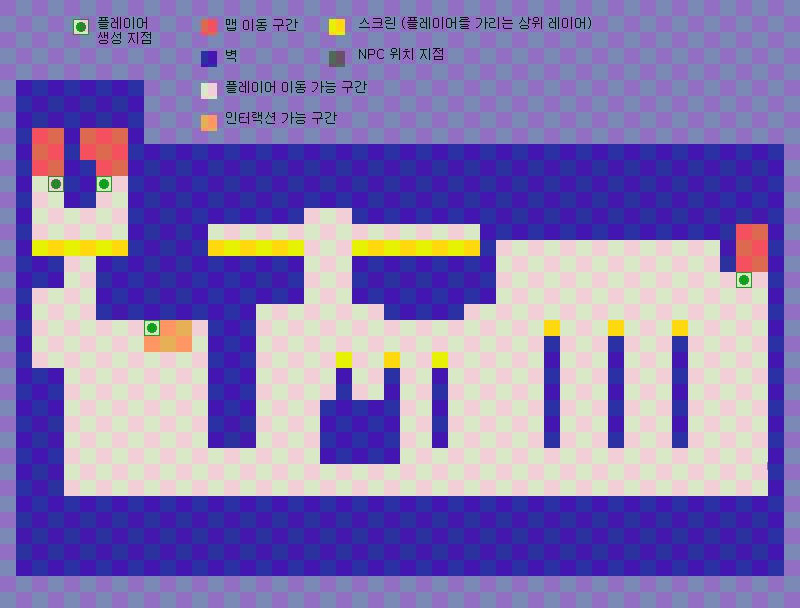 플레이어
생성 지점
맵 이동 구간
스크린 (플레이어를 가리는 상위 레이어)
벽
NPC 위치 지점
플레이어 이동 가능 구간
인터랙션 가능 구간